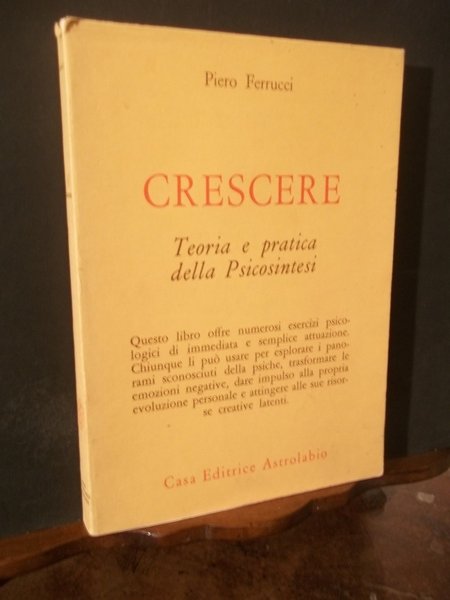 Piero Ferrucci
CRESCERE
Teoria e pratica
della Psicosintesi
Questo libro offre numerosi esercizi psico-
logici di immediata e semplice attuazione.
Chiunque li può usare per esplorare i pano-
rami sconosciuti della psiche, trasformare le
emozioni negative, dare impulso alla propria
evoluzione personale e attingere alle sue risor-
se creative latenti.
Casa Editrice Astrolabio